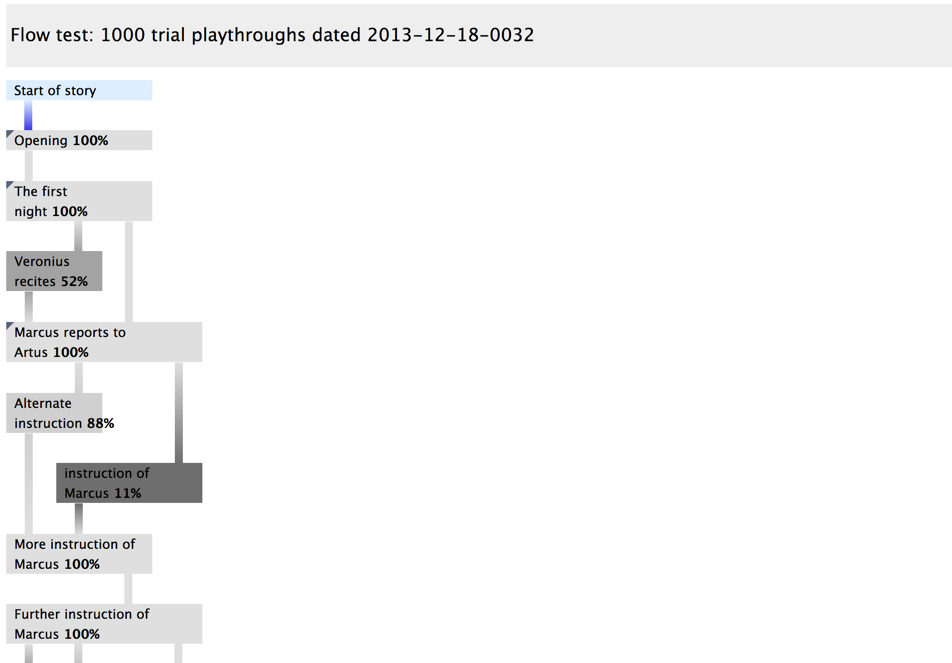 Flow test: 1000 trial playthroughs dated 2013-12-18-0032
Start of story
Opening 100%
The first
night 100%
Veronius
recites 52%
Marcus reports to
Artus 100%
Alternate
instruction 88%
instruction of
Marcus 11%
More instruction of
Marcus 100%
Further instruction of
Marcus 100%